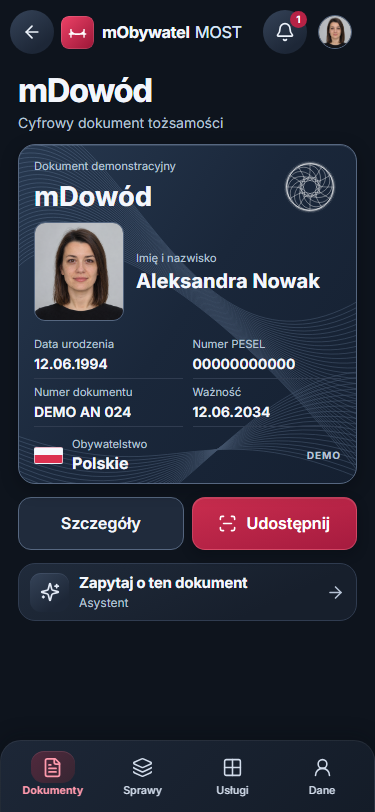 mObywatel MOST
1
mDowód
Cyfrowy dokument tożsamości
Dokument demonstracyjny
mDowód
Imię i nazwisko
Aleksandra Nowak
Data urodzenia
Numer PESEL
12.06.1994
00000000000
Numer dokumentu
Ważność
DEMO AN 024
12.06.2034
Obywatelstwo
Polskie
DEMO
Szczegóły
Udostępnij
Zapytaj o ten dokument
Asystent
Dokumenty
Sprawy
Usługi
Dane